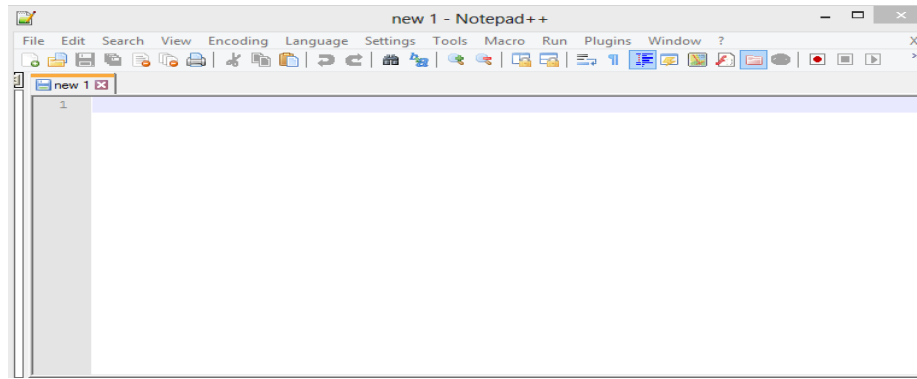 new 1 - Notepad++
File Edit Search View Encoding Language Settings Tools Macro Run Plugins Window ? X
new 1
1